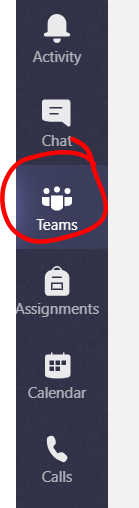 Activity
Chat
Teams
Assignments
Calendar
Calls